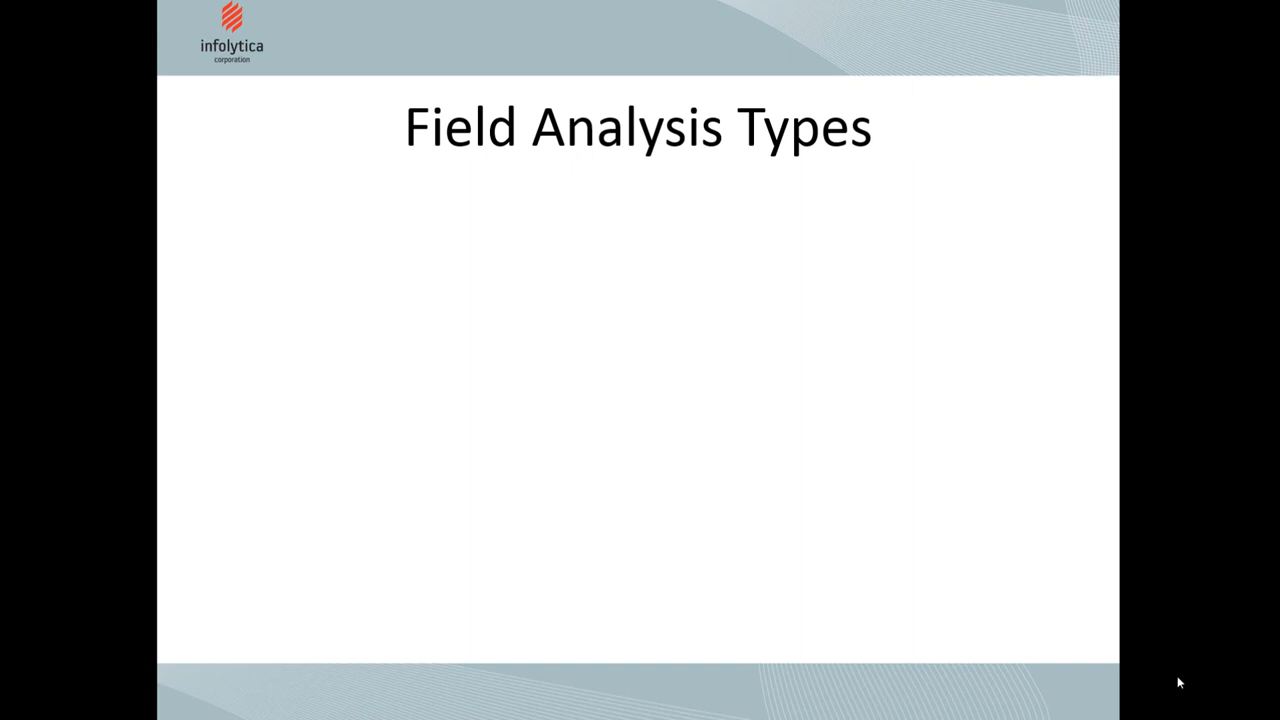 infolytica
corporation
Field Analysis Types